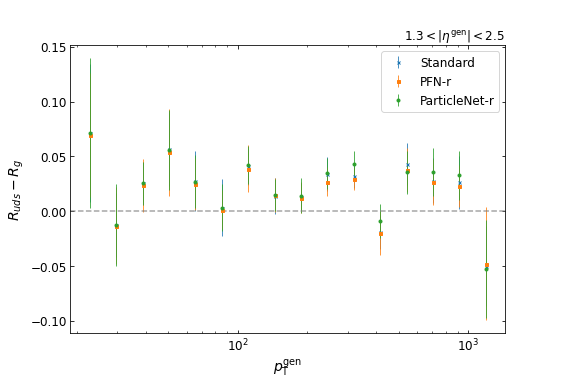 1.3 < |η^gen| < 2.5
0.15
0.10
0.05
0.00
−0.05
−0.10
R_uds − R_g
Standard
PFN-r
ParticleNet-r
10^2
10^3
p_T^gen